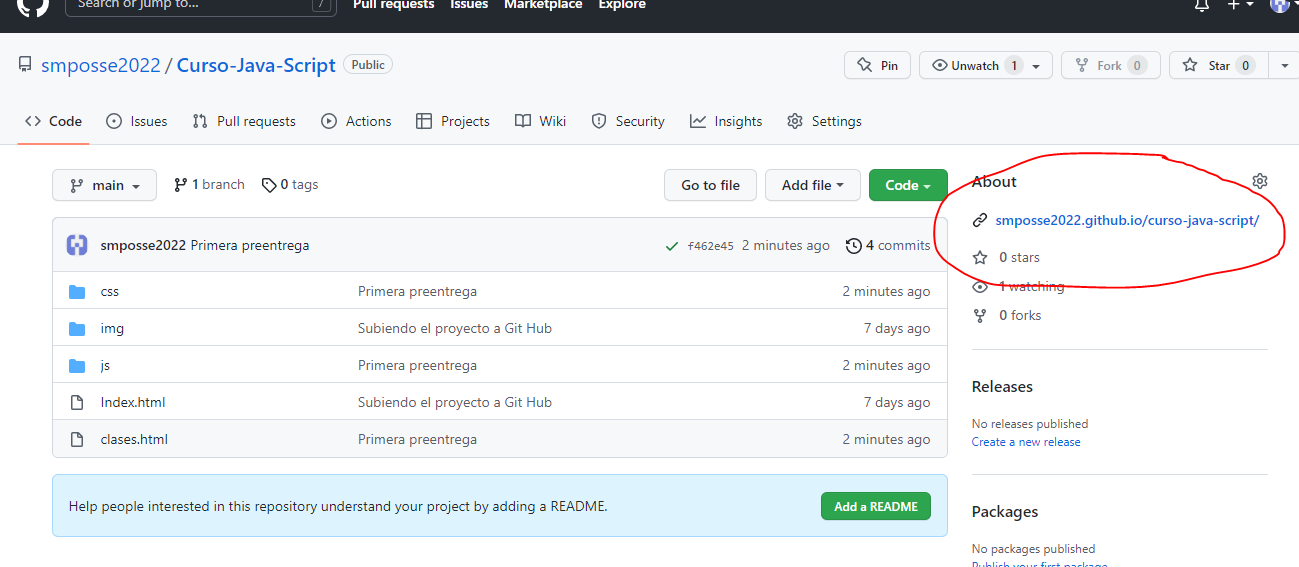 Search or jump to... /
Pull requests Issues Marketplace Explore
smposse2022 / Curso-Java-Script Public
Pin
Unwatch 1
Fork 0
Star 0
Code Issues Pull requests Actions Projects Wiki Security Insights Settings
main 1 branch 0 tags
Go to file Add file Code
smposse2022 Primera preentrega f462e45 2 minutes ago 4 commits
css Primera preentrega 2 minutes ago
img Subiendo el proyecto a Git Hub 7 days ago
js Primera preentrega 2 minutes ago
Index.html Subiendo el proyecto a Git Hub 7 days ago
clases.html Primera preentrega 2 minutes ago
Help people interested in this repository understand your project by adding a README.
Add a README
About
smposse2022.github.io/curso-java-script/
0 stars
1 watching
0 forks
Releases
No releases published
Create a new release
Packages
No packages published
Publish your first package